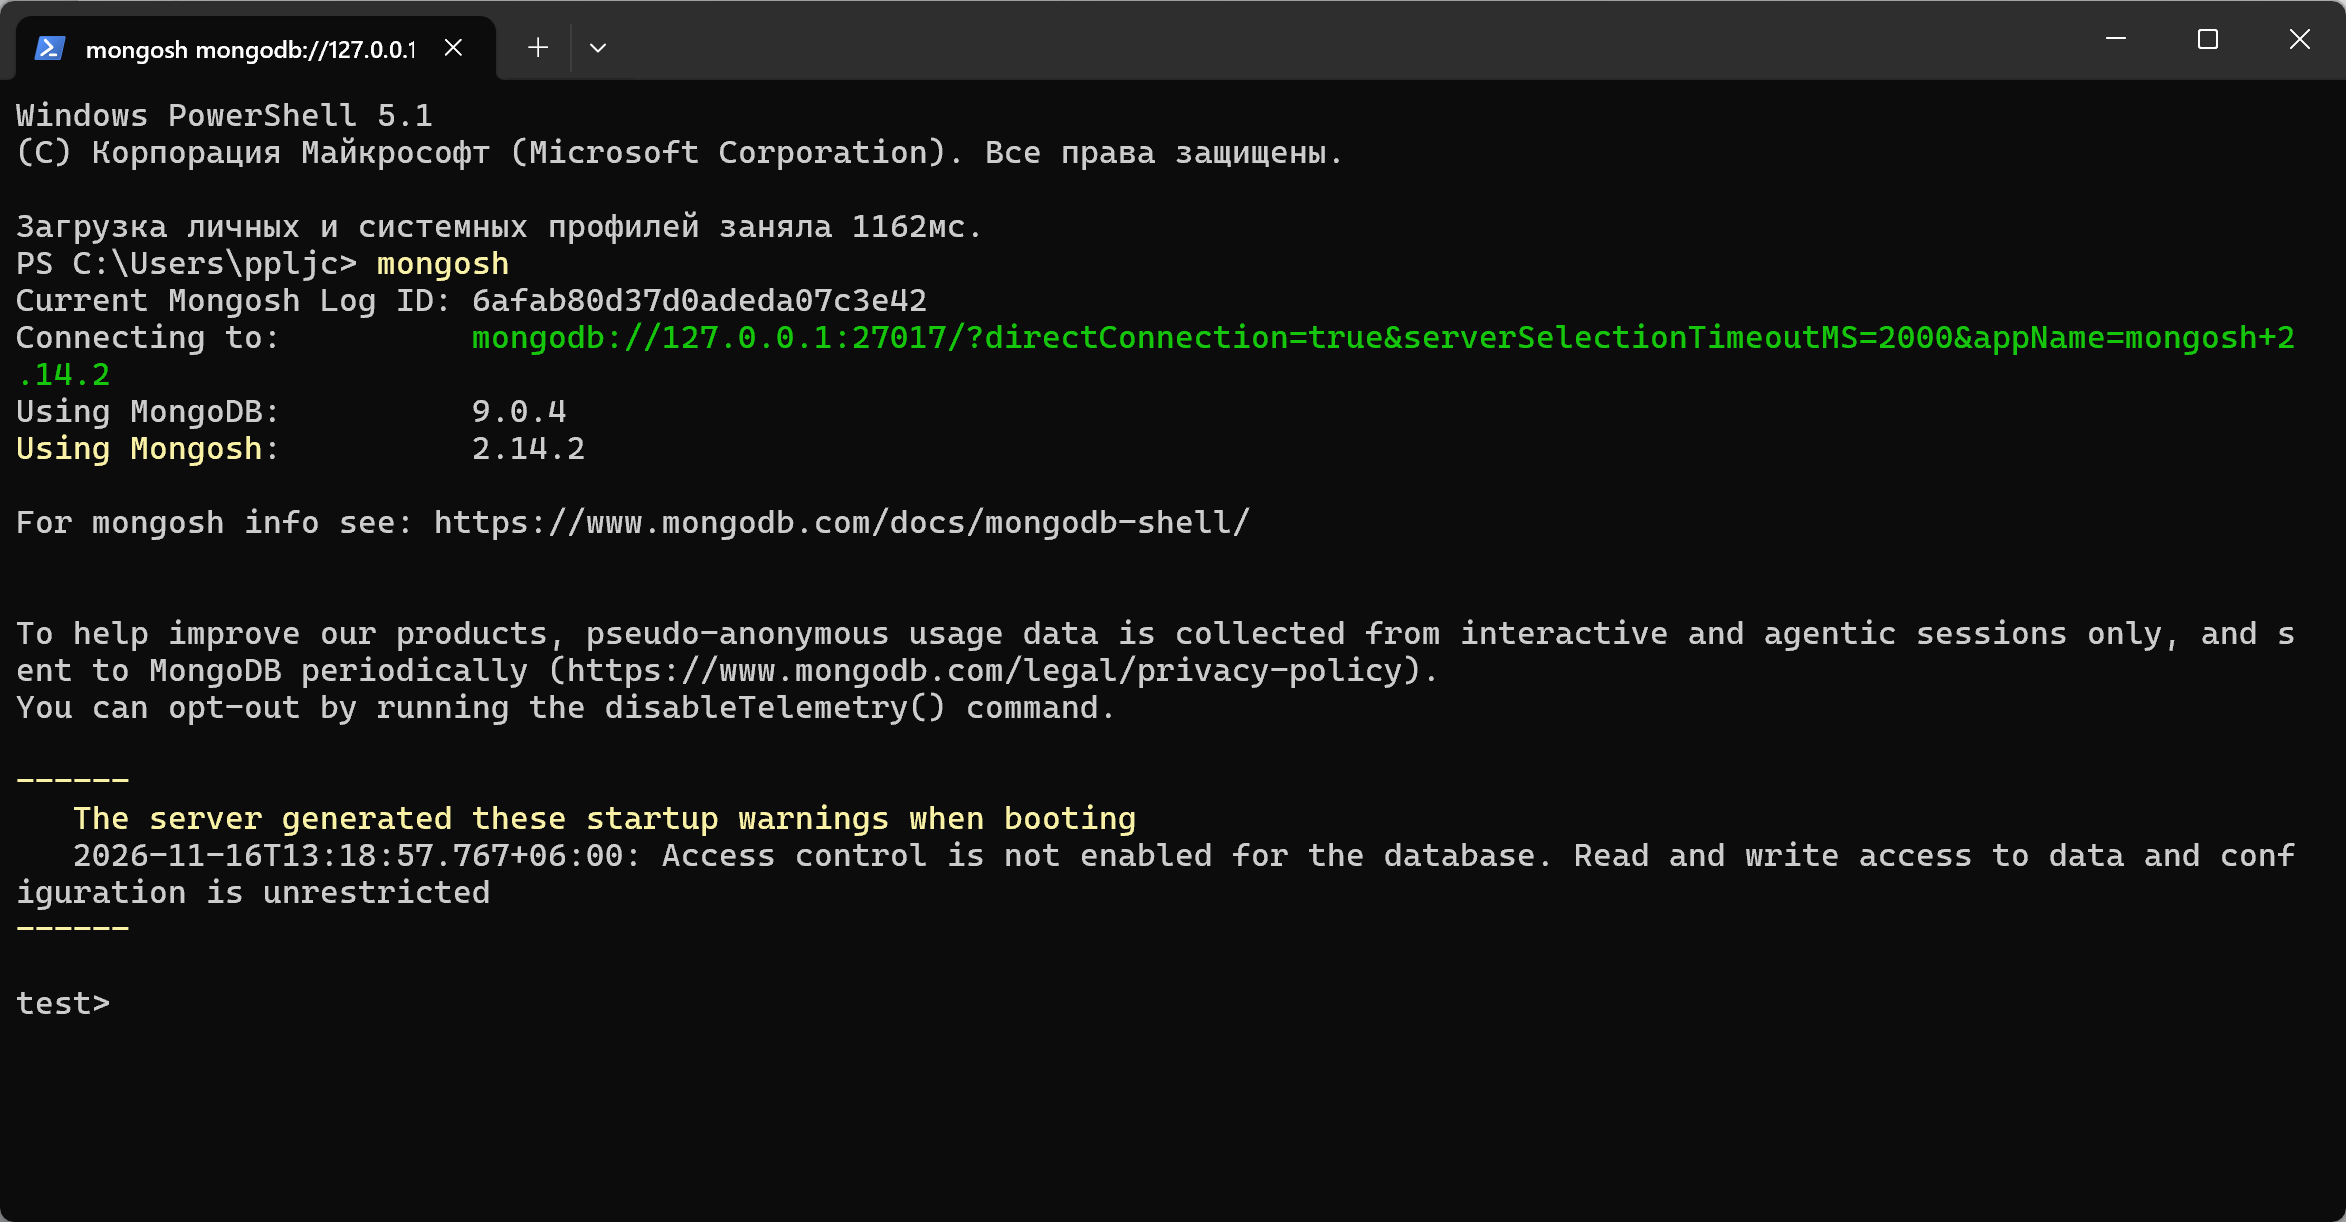 mongosh mongodb://127.0.0.1
Windows PowerShell 5.1
(C) Корпорация Майкрософт (Microsoft Corporation). Все права защищены.
Загрузка личных и системных профилей заняла 1162мс.
PS C:\Users\ppljc> mongosh
Current Mongosh Log ID: 6afab80d37d0adeda07c3e42
Connecting to:          mongodb://127.0.0.1:27017/?directConnection=true&serverSelectionTimeoutMS=2000&appName=mongosh+2
.14.2
Using MongoDB:          9.0.4
Using Mongosh:          2.14.2
For mongosh info see: https://www.mongodb.com/docs/mongodb-shell/
To help improve our products, pseudo-anonymous usage data is collected from interactive and agentic sessions only, and s
ent to MongoDB periodically (https://www.mongodb.com/legal/privacy-policy).
You can opt-out by running the disableTelemetry() command.
------
   The server generated these startup warnings when booting
   2026-11-16T13:18:57.767+06:00: Access control is not enabled for the database. Read and write access to data and conf
iguration is unrestricted
------
test>